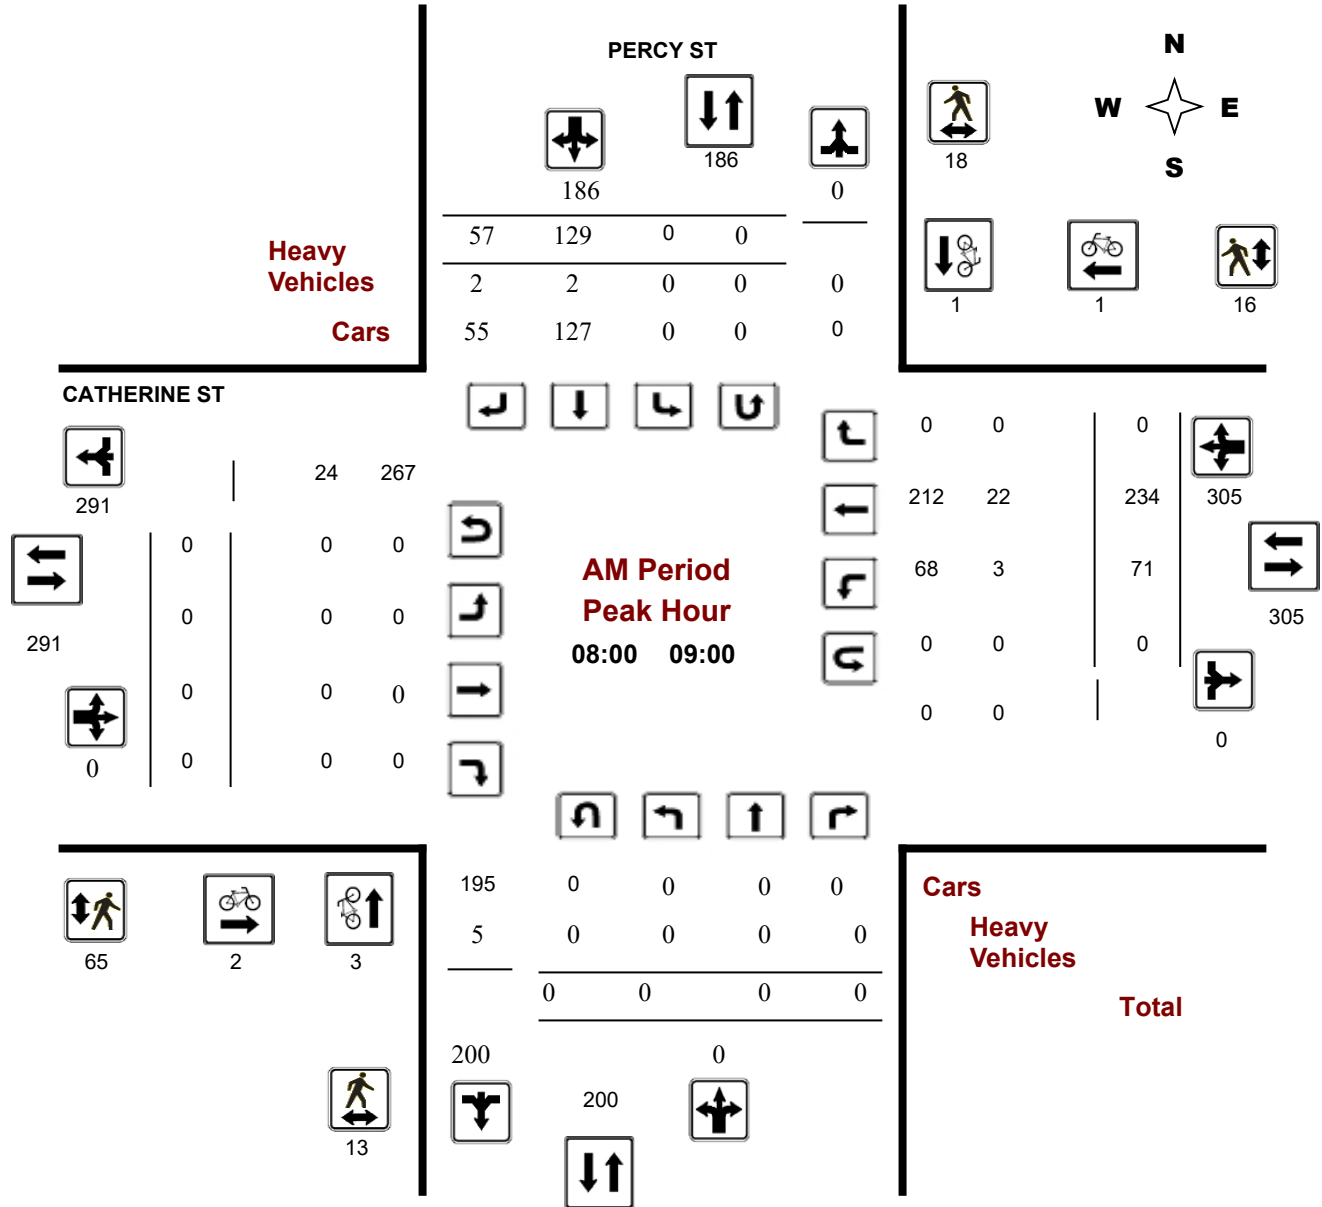 PERCY ST
N
W E
S
186
18
186 0
57 129 0 0
Heavy
Vehicles
2 2 0 0 0
1 1 16
Cars
55 127 0 0 0
CATHERINE ST
0 0 0
24 267
291
212 22 234 305
0 0 0
AM Period
Peak Hour
68 3 71
0 0 0
305
291
08:00 09:00
0 0 0
0 0 0
0 0
0
0 0 0
0
195 0 0 0 0
Cars
5 0 0 0 0
Heavy
Vehicles
65 2 3
0 0 0 0
Total
200 0
200
13